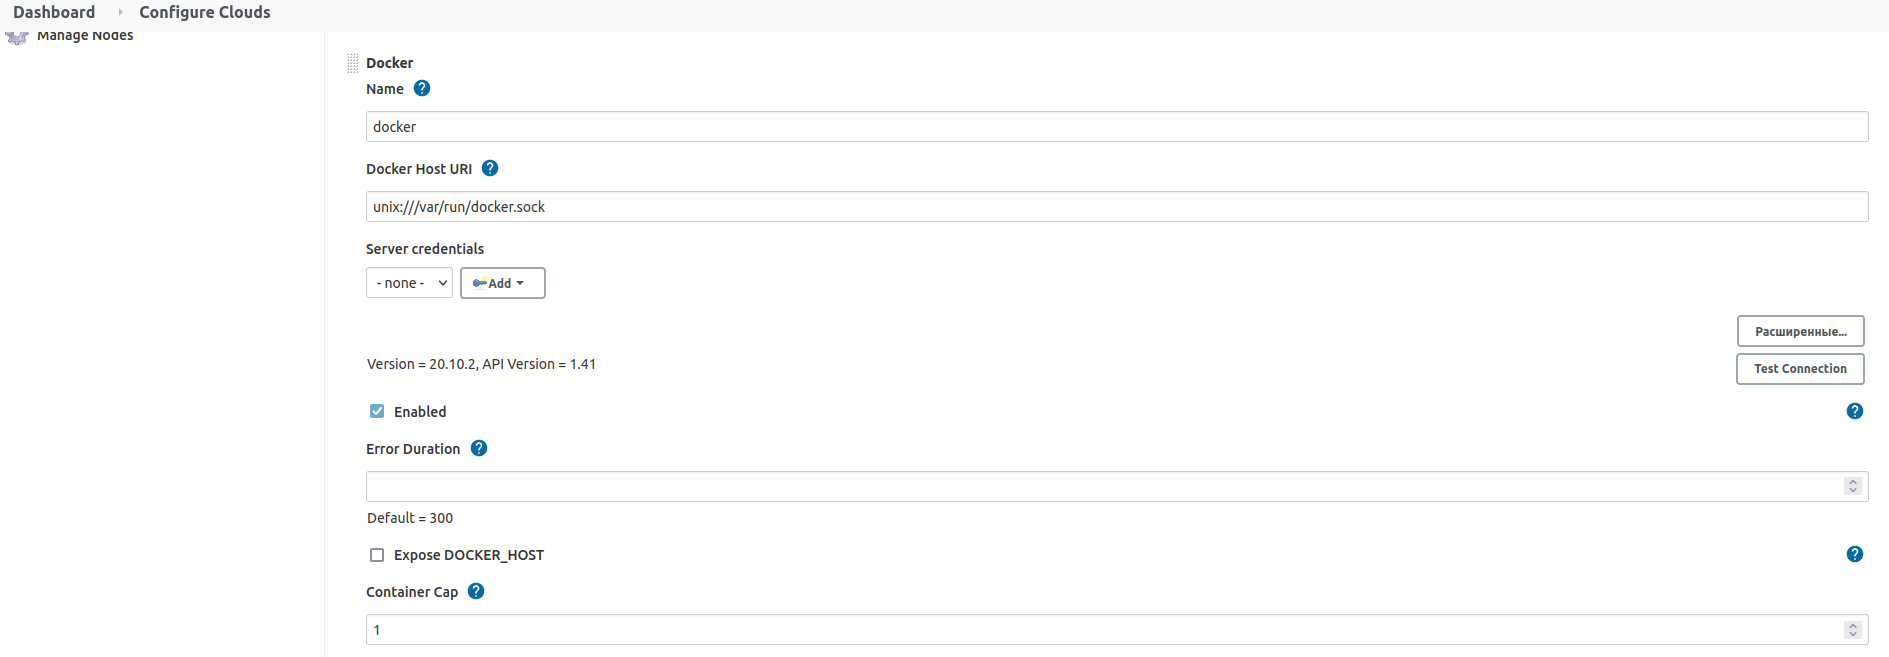 Dashboard Configure Clouds
Manage Nodes
Docker
Name ?
docker
Docker Host URI ?
unix:///var/run/docker.sock
Server credentials
- none - Add
Расширенные...
Version = 20.10.2, API Version = 1.41
Test Connection
Enabled ?
Error Duration ?
Default = 300
Expose DOCKER_HOST ?
Container Cap ?
1